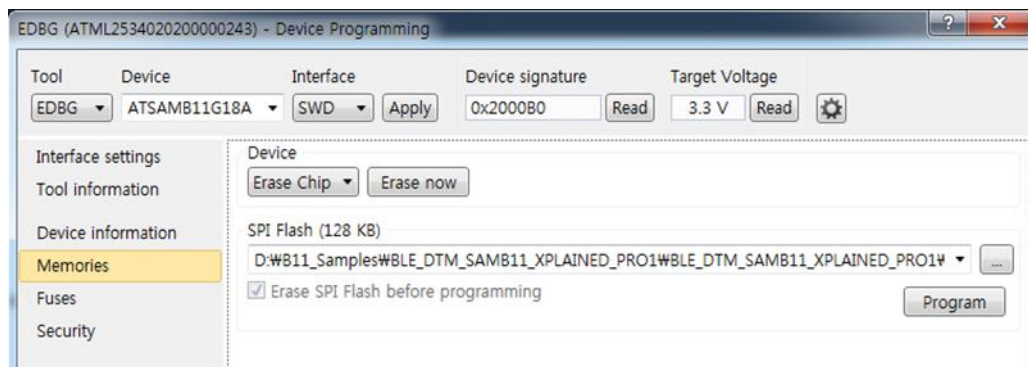 EDBG (ATML2534020200000243) - Device Programming
Tool Device Interface Device signature Target Voltage
EDBG ATSAMB11G18A SWD Apply 0x2000B0 Read 3.3 V Read
Interface settings
Tool information
Device information
Memories
Fuses
Security
Device
Erase Chip Erase now
SPI Flash (128 KB)
D:₩B11_Samples₩BLE_DTM_SAMB11_XPLAINED_PRO1₩BLE_DTM_SAMB11_XPLAINED_PRO1₩ ...
Erase SPI Flash before programming
Program